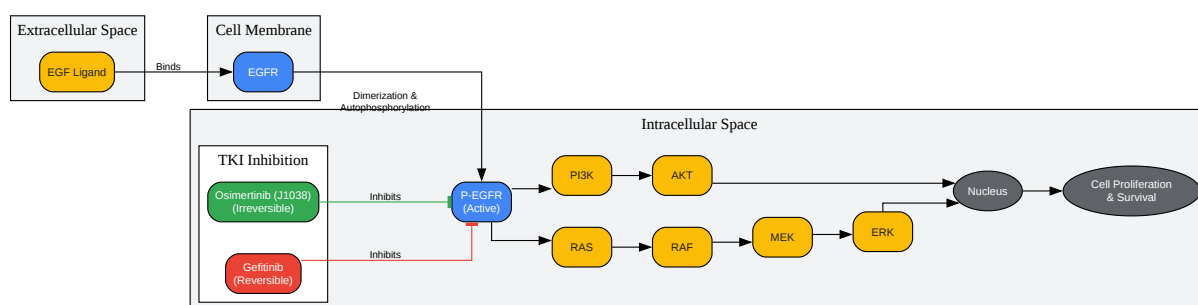 Extracellular Space
EGF Ligand
Binds
Cell Membrane
EGFR
Dimerization &
Autophosphorylation
Intracellular Space
TKI Inhibition
Osimertinib (J1038)
(Irreversible)
Inhibits
Gefitinib
(Reversible)
Inhibits
P-EGFR
(Active)
PI3K
AKT
RAS
RAF
MEK
ERK
Nucleus
Cell Proliferation
& Survival